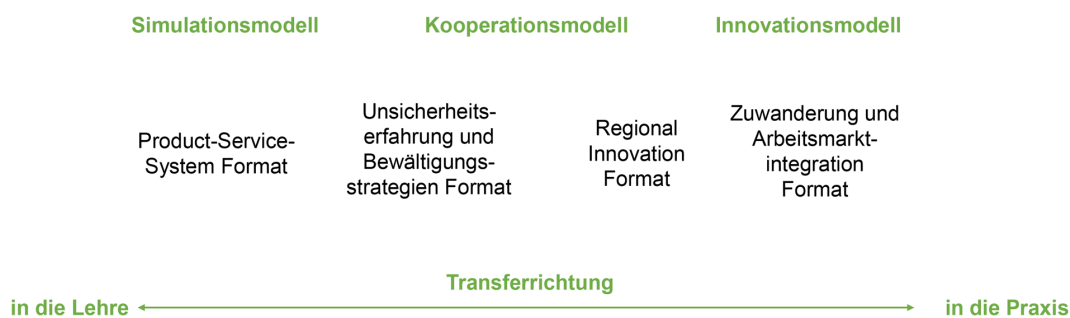 Simulationsmodell
Kooperationsmodell
Innovationsmodell
Product-Service-
System Format
Unsicherheits-
erfahrung und
Bewältigungs-
strategien Format
Regional
Innovation
Format
Zuwanderung und
Arbeitsmarkt-
integration
Format
Transferrichtung
in die Lehre
in die Praxis